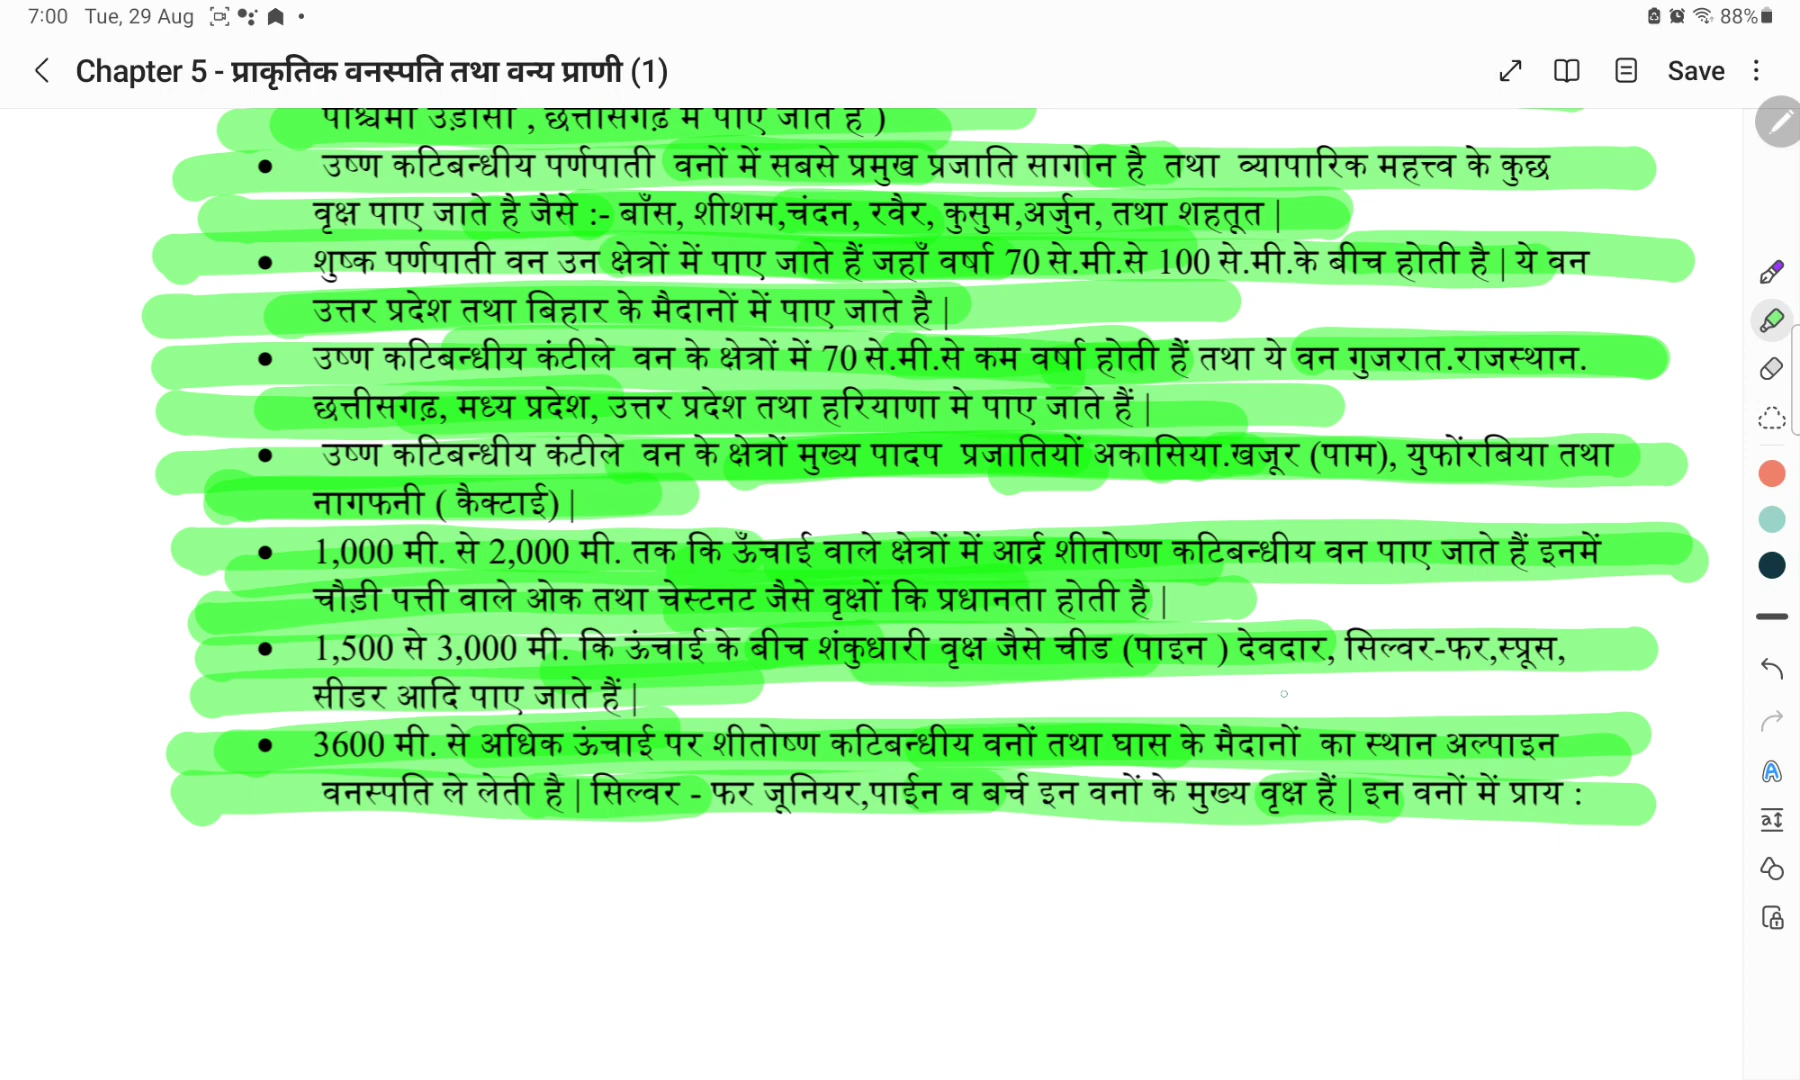 7:00 Tue, 29 Aug 88%
Chapter 5 - प्राकृतिक वनस्पति तथा वन्य प्राणी (1) Save
पश्चिमी उड़ीसा , छत्तीसगढ़ में पाए जाते हैं )
• उष्ण कटिबन्धीय पर्णपाती वनों में सबसे प्रमुख प्रजाति सागोन है तथा व्यापारिक महत्त्व के कुछ
वृक्ष पाए जाते है जैसे :- बाँस, शीशम,चंदन, रवैर, कुसुम,अर्जुन, तथा शहतूत |
• शुष्क पर्णपाती वन उन क्षेत्रों में पाए जाते हैं जहाँ वर्षा 70 से.मी.से 100 से.मी.के बीच होती है | ये वन
उत्तर प्रदेश तथा बिहार के मैदानों में पाए जाते है |
• उष्ण कटिबन्धीय कंटीले वन के क्षेत्रों में 70 से.मी.से कम वर्षा होती हैं तथा ये वन गुजरात.राजस्थान.
छत्तीसगढ़, मध्य प्रदेश, उत्तर प्रदेश तथा हरियाणा मे पाए जाते हैं |
• उष्ण कटिबन्धीय कंटीले वन के क्षेत्रों मुख्य पादप प्रजातियों अकासिया.खजूर (पाम), युफोंरबिया तथा
नागफनी ( कैक्टाई) |
• 1,000 मी. से 2,000 मी. तक कि ऊँचाई वाले क्षेत्रों में आर्द्र शीतोष्ण कटिबन्धीय वन पाए जाते हैं इनमें
चौड़ी पत्ती वाले ओक तथा चेस्टनट जैसे वृक्षों कि प्रधानता होती है |
• 1,500 से 3,000 मी. कि ऊंचाई के बीच शंकुधारी वृक्ष जैसे चीड (पाइन ) देवदार, सिल्वर-फर,स्प्रूस,
सीडर आदि पाए जाते हैं |
• 3600 मी. से अधिक ऊंचाई पर शीतोष्ण कटिबन्धीय वनों तथा घास के मैदानों का स्थान अल्पाइन
वनस्पति ले लेती है | सिल्वर - फर जूनियर,पाईन व बर्च इन वनों के मुख्य वृक्ष हैं | इन वनों में प्राय :